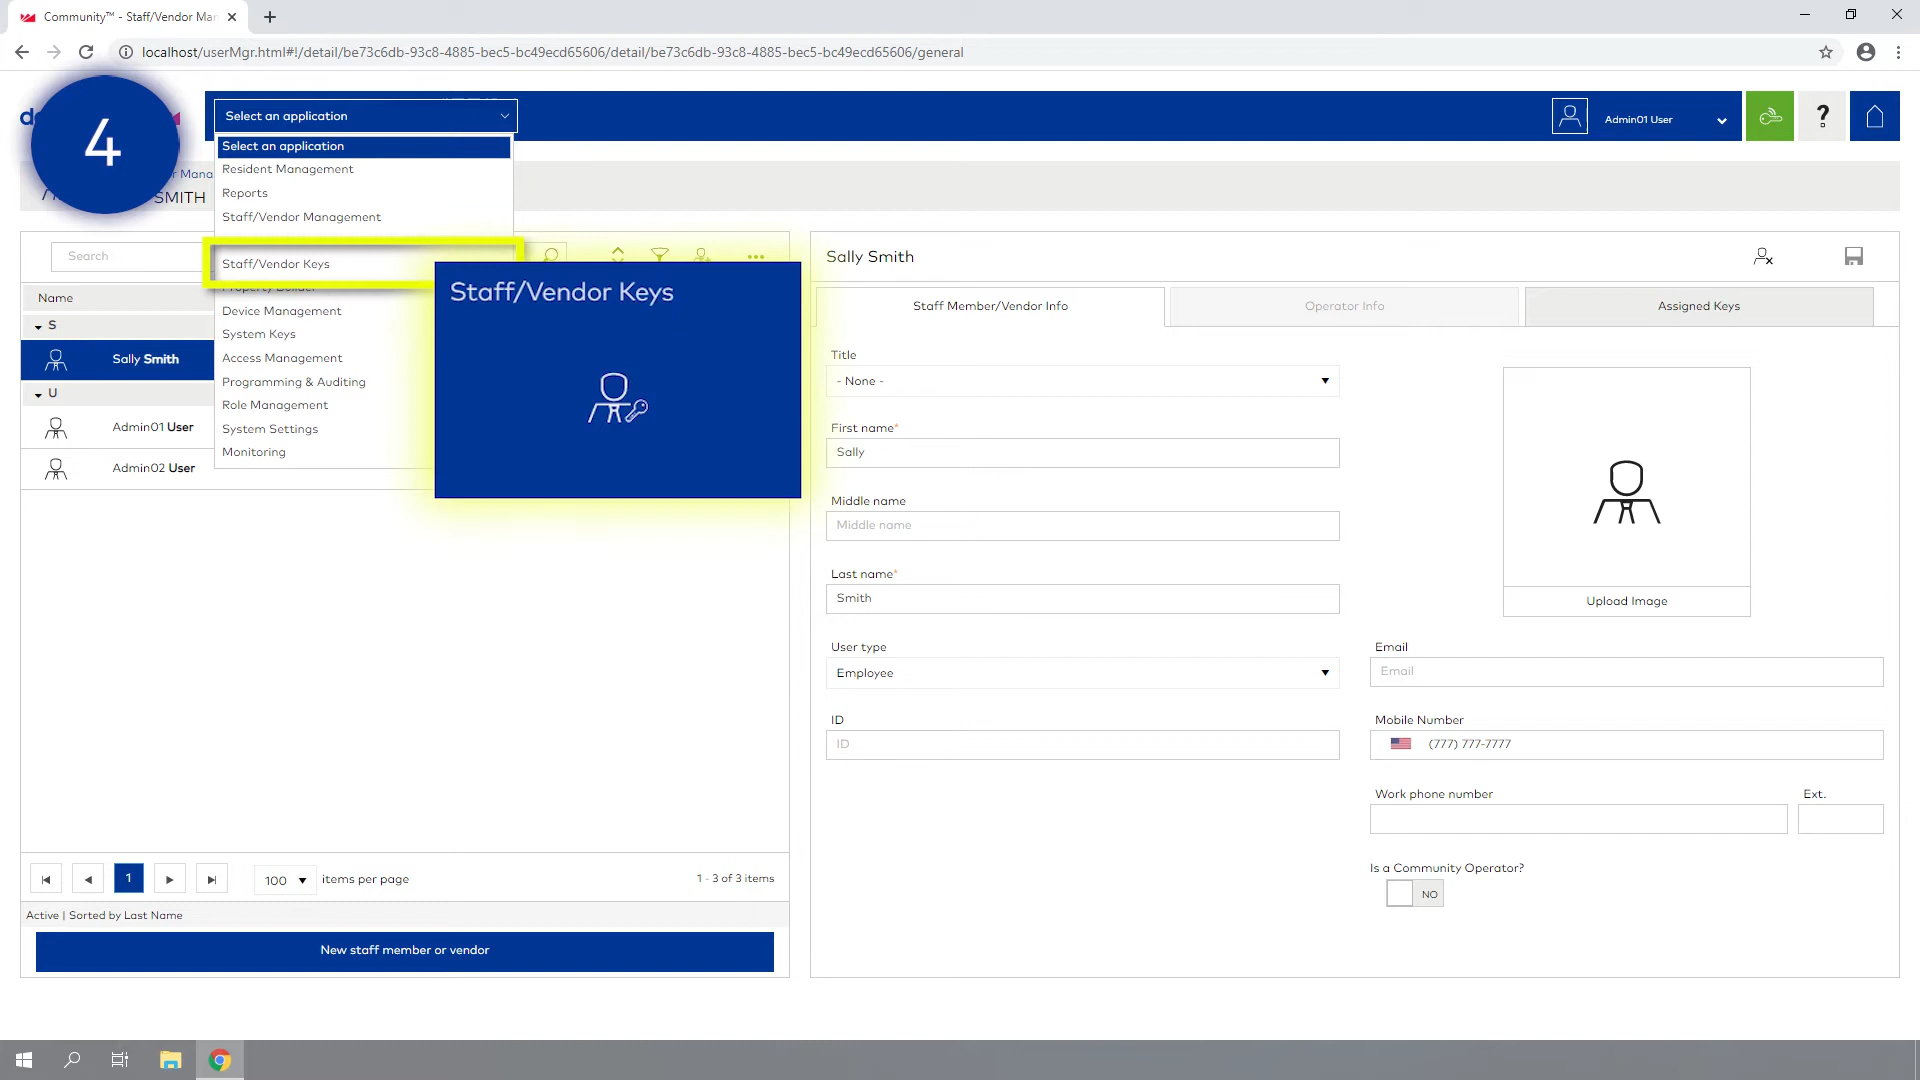 Community™ - Staff/Vendor Mar
localhost/userMgr.html#!/detail/be73c6db-93c8-4885-bec5-bc49ecd65606/detail/be73c6db-93c8-4885-bec5-bc49ecd65606/general
4
Select an application
Admin01 User
?
Select an application
Resident Management
Reports
Staff/Vendor Management
Staff/Vendor Keys
Property Builder
Device Management
System Keys
Access Management
Programming & Auditing
Role Management
System Settings
Monitoring
r Mana
SMITH
Search
Name
S
Sally Smith
U
Admin01 User
Admin02 User
Staff/Vendor Keys
1
100
items per page
1 - 3 of 3 items
Active | Sorted by Last Name
New staff member or vendor
Sally Smith
Staff Member/Vendor Info
Operator Info
Assigned Keys
Title
- None -
First name*
Sally
Middle name
Middle name
Last name*
Smith
User type
Employee
ID
ID
Upload Image
Email
Email
Mobile Number
(777) 777-7777
Work phone number
Ext.
Is a Community Operator?
NO